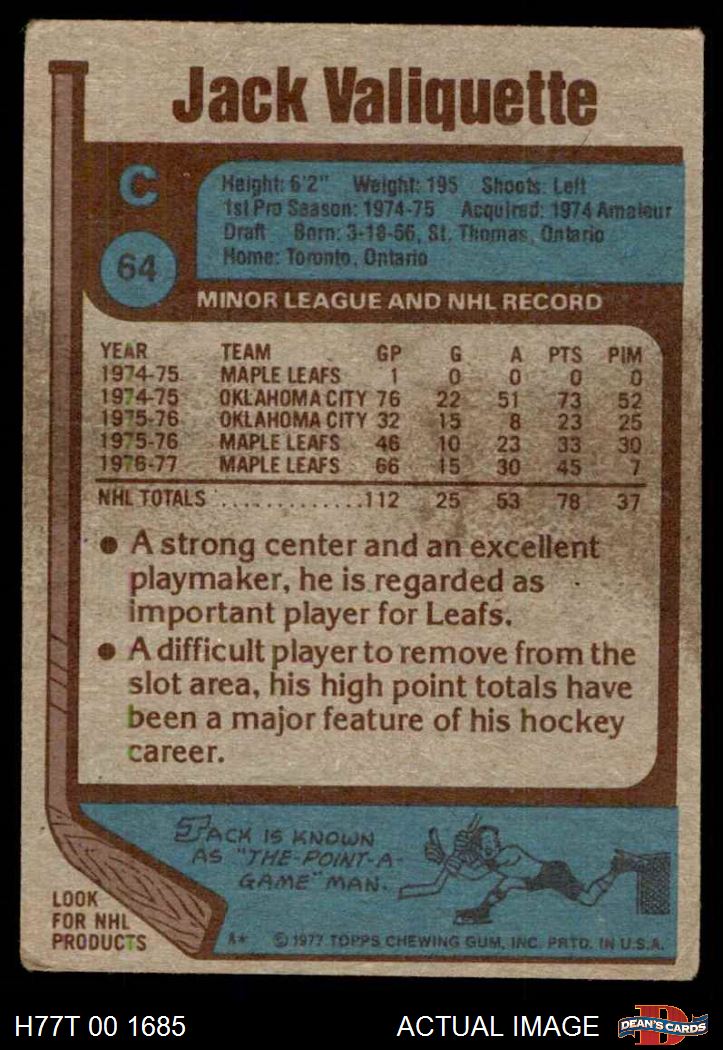 Jack Valiquette
C
Height: 6'2" Weight: 195 Shoots: Left
1st Pro Season: 1974-75 Acquired: 1974 Amateur
Draft Born: 3-18-56, St. Thomas, Ontario
Home: Toronto, Ontario
64
MINOR LEAGUE AND NHL RECORD
YEAR TEAM GP G A PTS PIM
1974-75 MAPLE LEAFS 1 0 0 0 0
1974-75 OKLAHOMA CITY 76 22 51 73 52
1975-76 OKLAHOMA CITY 32 15 8 23 25
1975-76 MAPLE LEAFS 46 10 23 33 30
1976-77 MAPLE LEAFS 66 15 30 45 7
NHL TOTALS .............112 25 53 78 37
● A strong center and an excellent
playmaker, he is regarded as
important player for Leafs.
● A difficult player to remove from the
slot area, his high point totals have
been a major feature of his hockey
career.
JACK IS KNOWN
AS "THE-POINT-A-
GAME" MAN.
LOOK
FOR NHL
PRODUCTS
A* © 1977 TOPPS CHEWING GUM, INC. PRTD. IN U.S.A.
H77T 00 1685 ACTUAL IMAGE
D
DEAN'S CARDS